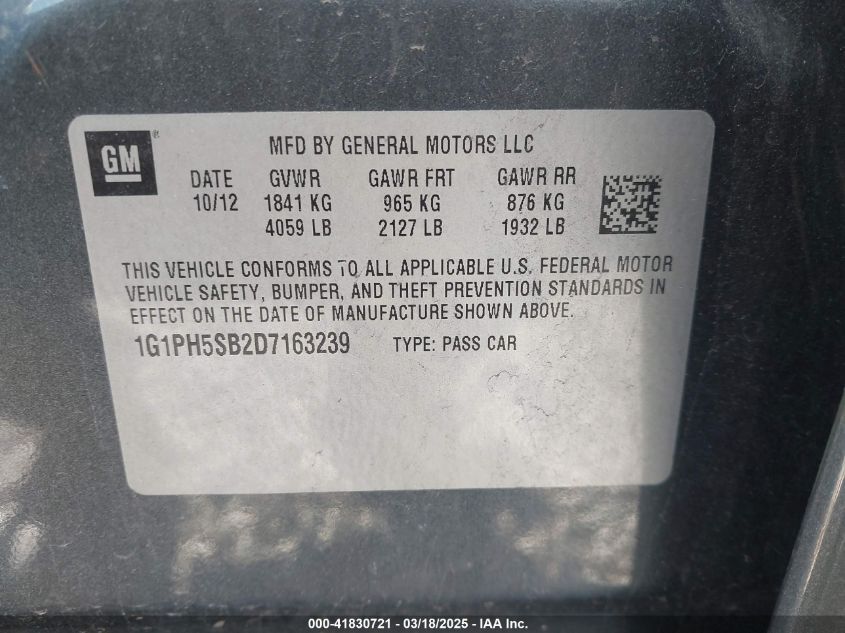 GM ®
MFD BY GENERAL MOTORS LLC
DATE GVWR GAWR FRT GAWR RR
10/12 1841 KG 965 KG 876 KG
4059 LB 2127 LB 1932 LB
THIS VEHICLE CONFORMS TO ALL APPLICABLE U.S. FEDERAL MOTOR
VEHICLE SAFETY, BUMPER, AND THEFT PREVENTION STANDARDS IN
EFFECT ON THE DATE OF MANUFACTURE SHOWN ABOVE.
1G1PH5SB2D7163239 TYPE: PASS CAR
000-41830721 - 03/18/2025 - © IAA Holdings, LLC.